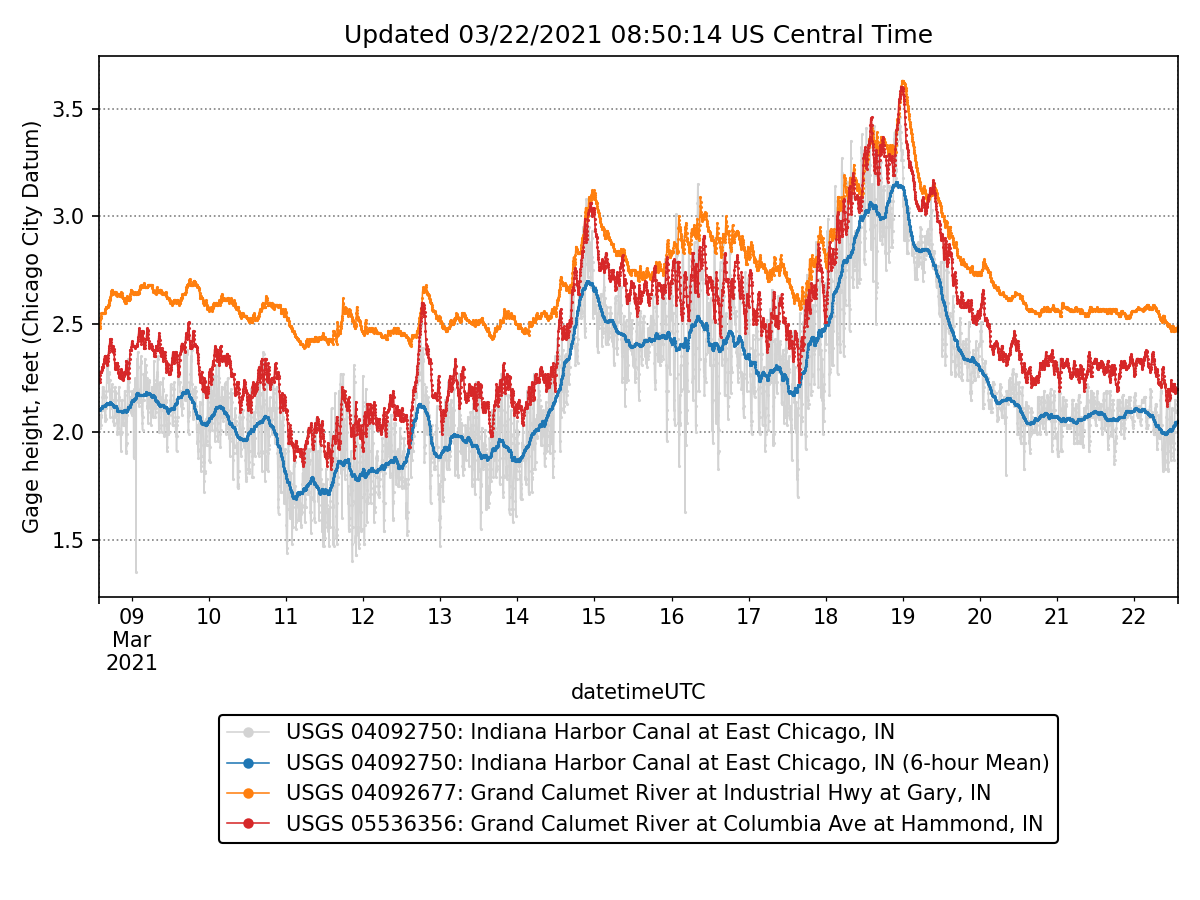 Updated 03/22/2021 08:50:14 US Central Time
Gage height, feet (Chicago City Datum)
3.5
3.0
2.5
2.0
1.5
09 10 11 12 13 14 15 16 17 18 19 20 21 22
Mar
2021
datetimeUTC
USGS 04092750: Indiana Harbor Canal at East Chicago, IN
USGS 04092750: Indiana Harbor Canal at East Chicago, IN (6-hour Mean)
USGS 04092677: Grand Calumet River at Industrial Hwy at Gary, IN
USGS 05536356: Grand Calumet River at Columbia Ave at Hammond, IN